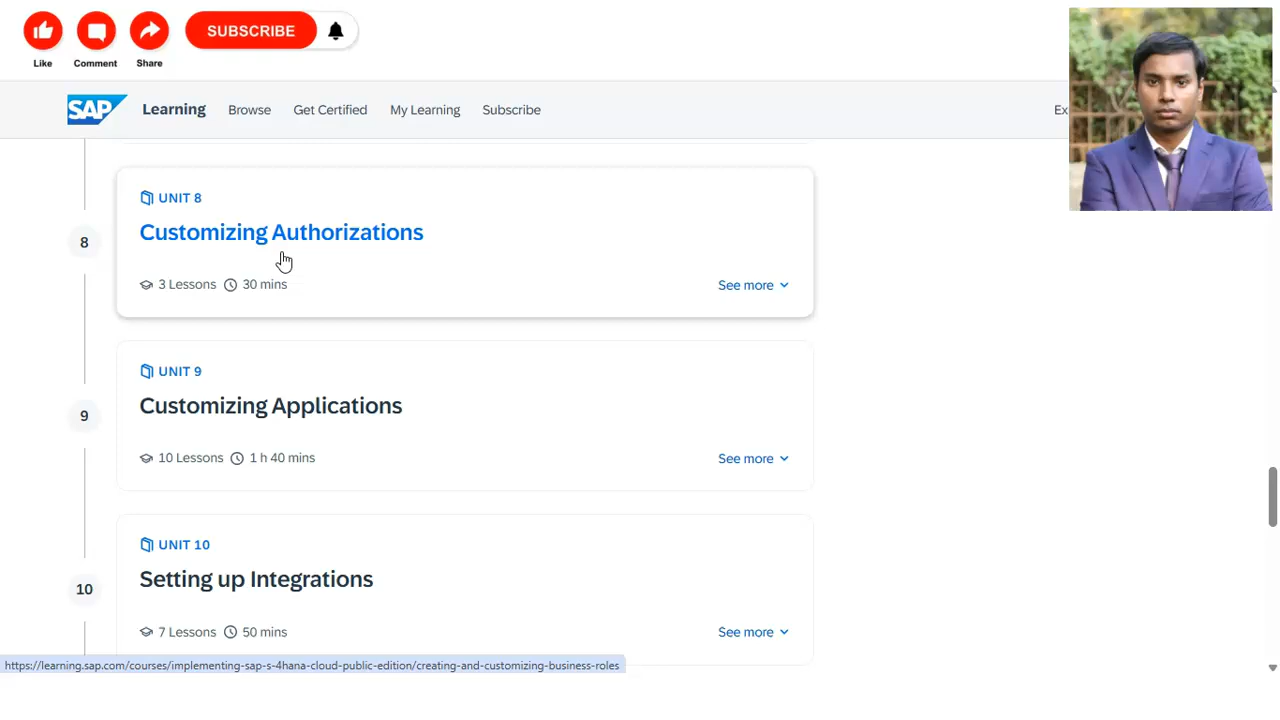 SUBSCRIBE
Like
Comment
Share
SAP
Learning
Browse
Get Certified
My Learning
Subscribe
Ex
UNIT 8
8
Customizing Authorizations
3 Lessons
30 mins
See more
UNIT 9
9
Customizing Applications
10 Lessons
1 h 40 mins
See more
UNIT 10
10
Setting up Integrations
7 Lessons
50 mins
See more
https://learning.sap.com/courses/implementing-sap-s-4hana-cloud-public-edition/creating-and-customizing-business-roles